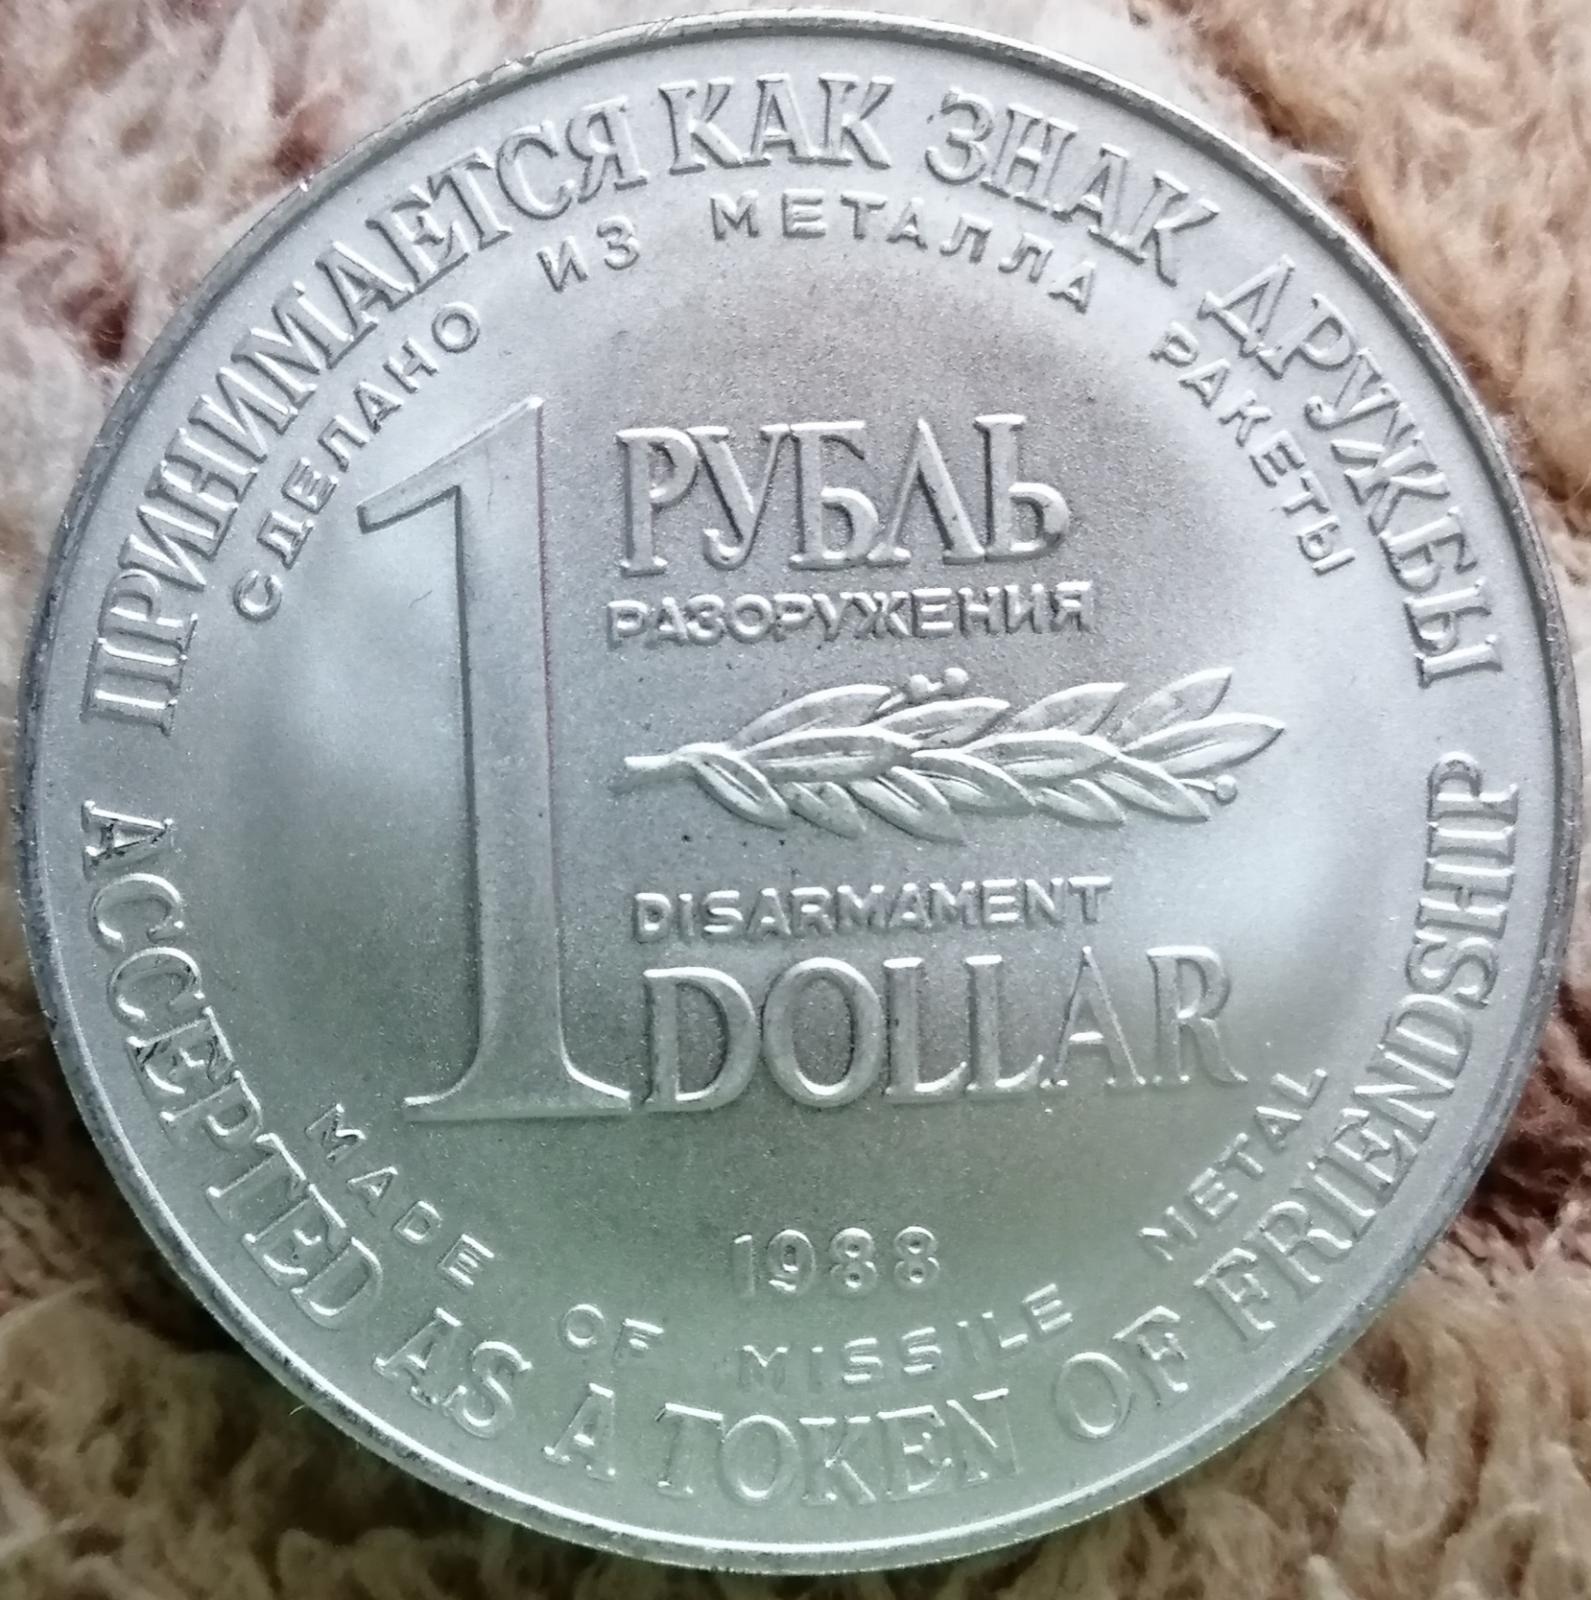 ПРИНИМАЕТСЯ КАК ЗНАК ДРУЖБЫ
СДЕЛАНО ИЗ МЕТАЛЛА РАКЕТЫ
1 РУБЛЬ
РАЗОРУЖЕНИЯ
DISARMAMENT
DOLLAR
1988
MADE OF MISSILE METAL
ACCEPTED AS A TOKEN OF FRIENDSHIP